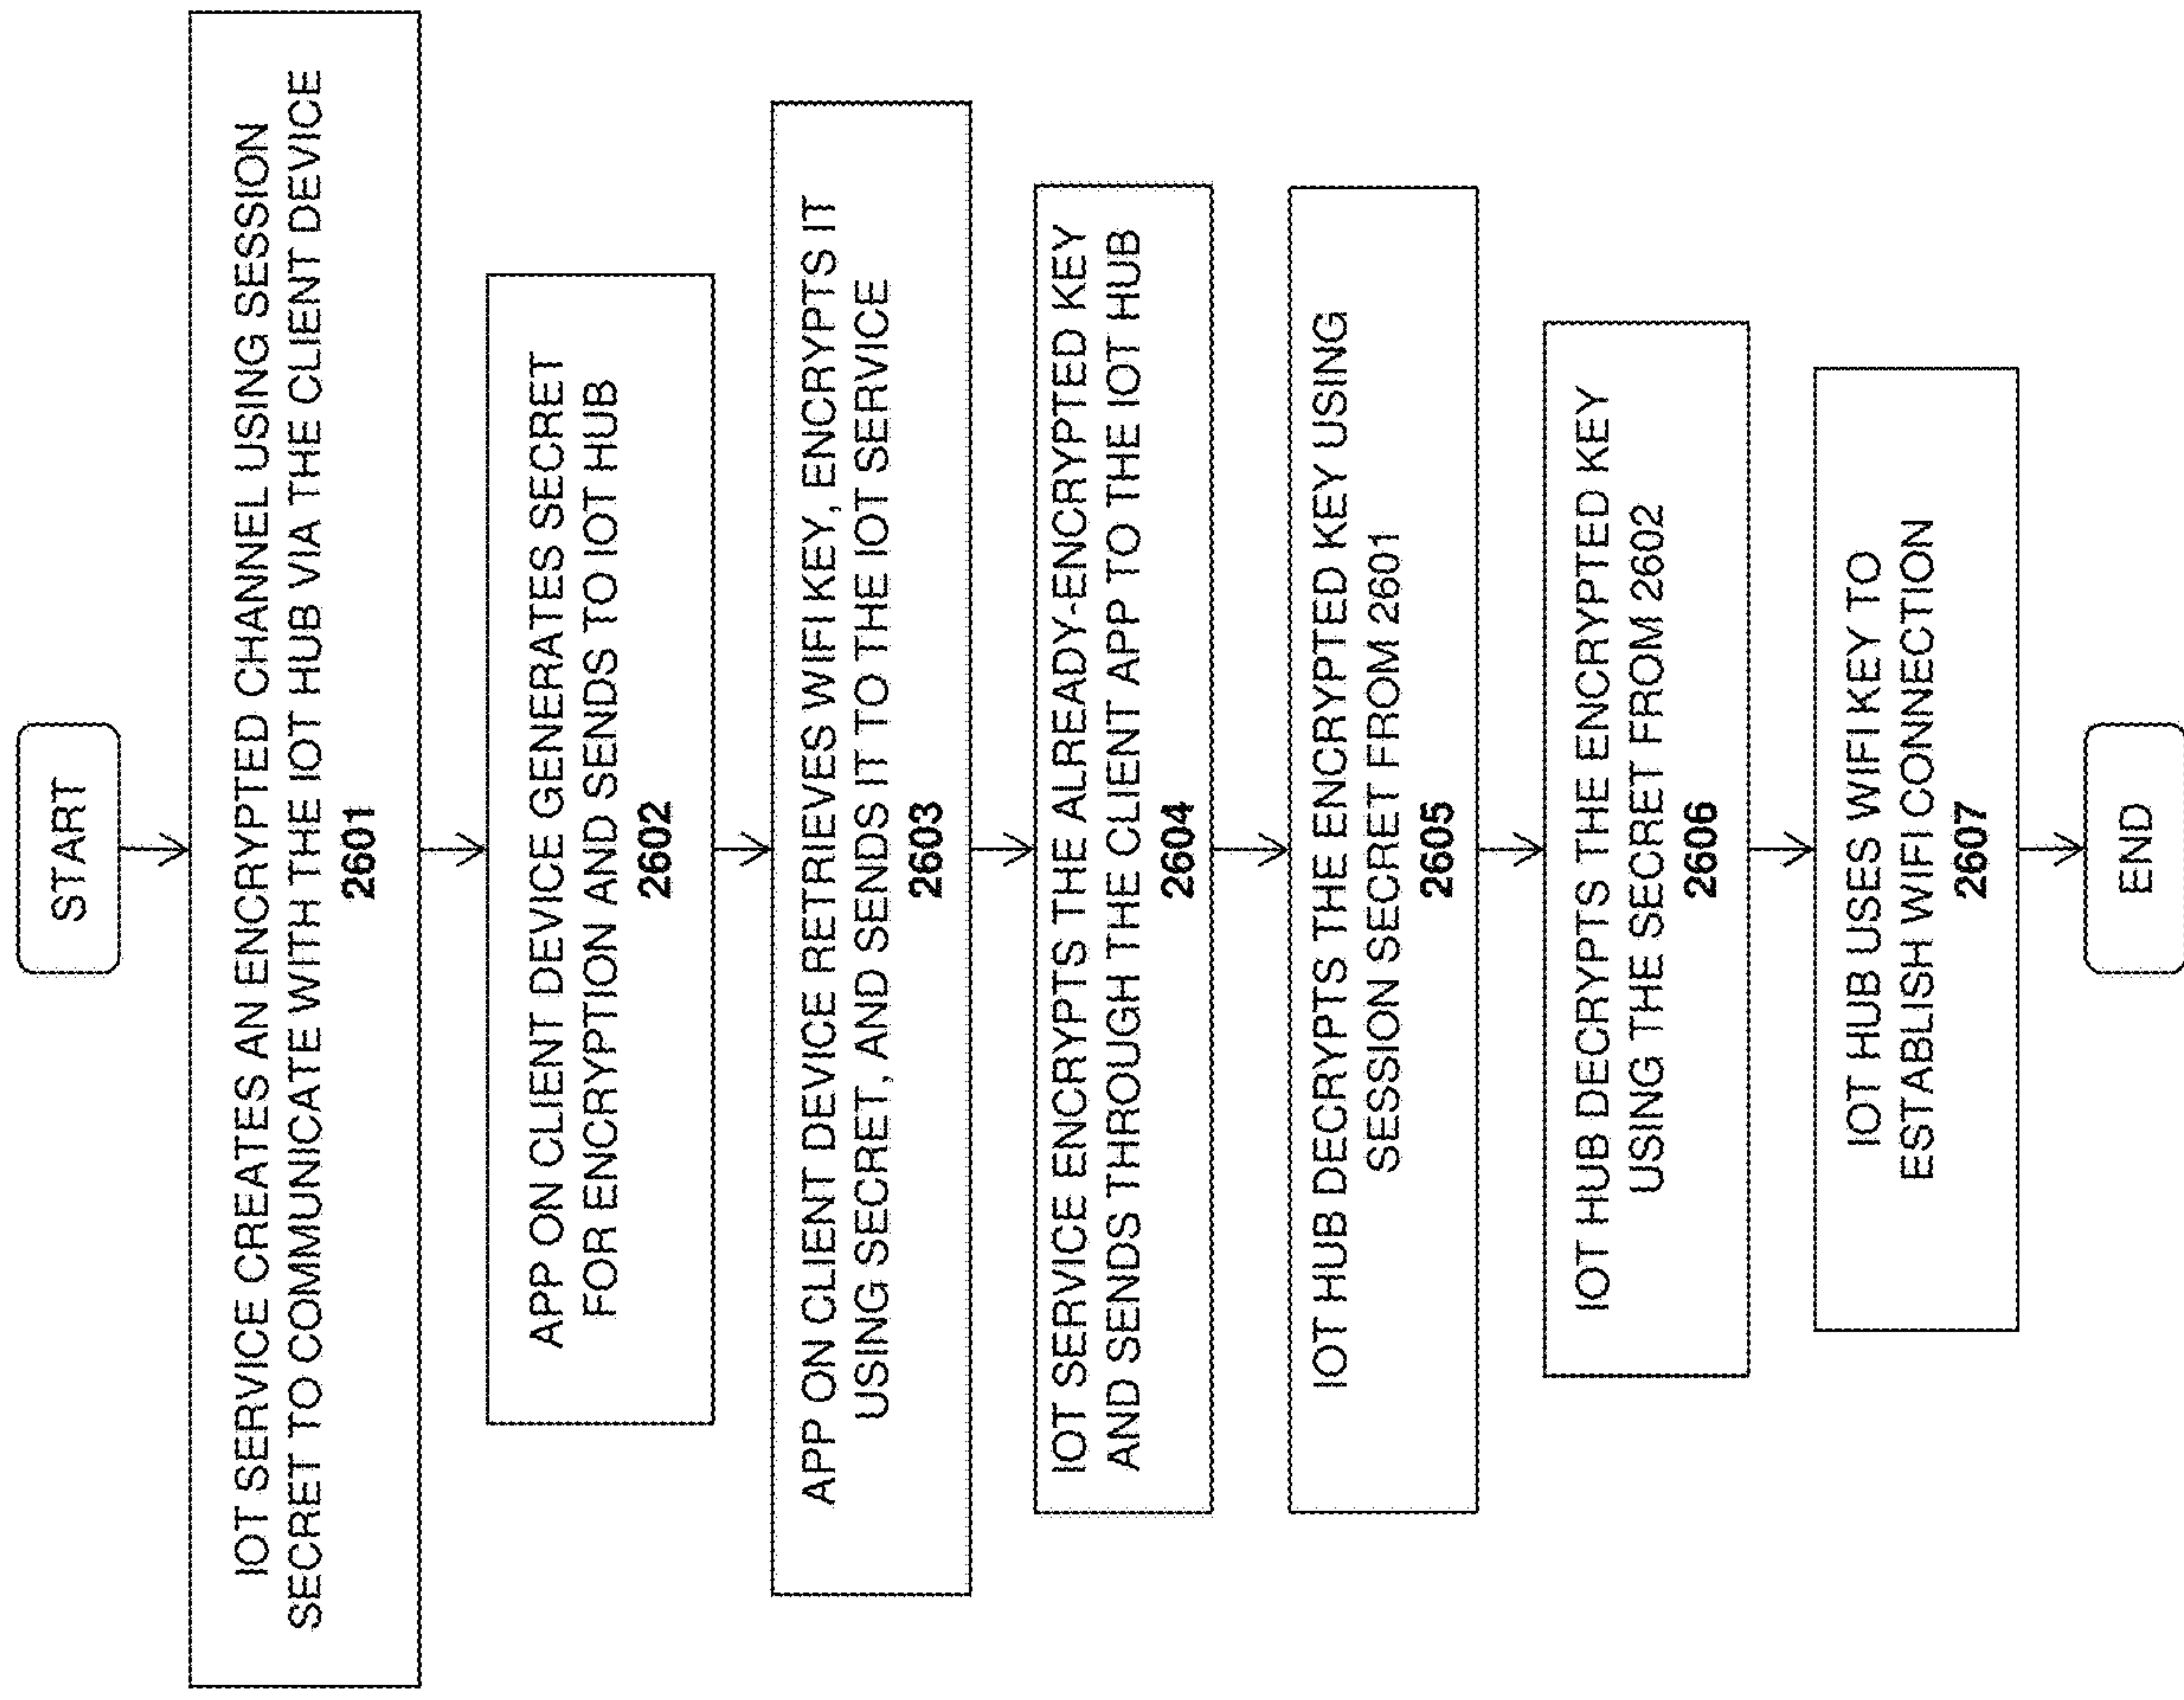 START
IOT SERVICE CREATES AN ENCRYPTED CHANNEL USING SESSION
SECRET TO COMMUNICATE WITH THE IOT HUB VIA THE CLIENT DEVICE
2601
APP ON CLIENT DEVICE GENERATES SECRET
FOR ENCRYPTION AND SENDS TO IOT HUB
2602
APP ON CLIENT DEVICE RETRIEVES WIFI KEY, ENCRYPTS IT
USING SECRET, AND SENDS IT TO THE IOT SERVICE
2603
IOT SERVICE ENCRYPTS THE ALREADY-ENCRYPTED KEY
AND SENDS THROUGH THE CLIENT APP TO THE IOT HUB
2604
IOT HUB DECRYPTS THE ENCRYPTED KEY USING
SESSION SECRET FROM 2601
2605
IOT HUB DECRYPTS THE ENCRYPTED KEY
USING THE SECRET FROM 2602
2606
IOT HUB USES WIFI KEY TO
ESTABLISH WIFI CONNECTION
2607
END